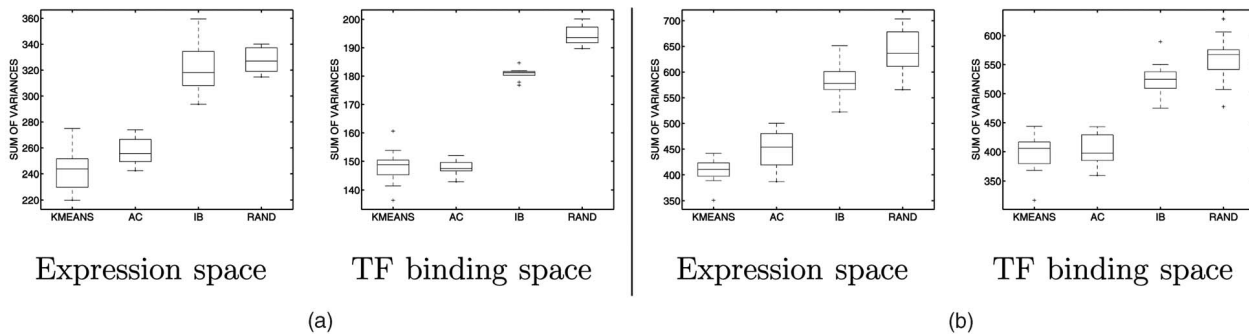 SUM OF VARIANCES
360
340
320
300
280
260
240
220
KMEANS AC IB RAND
Expression space
SUM OF VARIANCES
200
190
180
170
160
150
140
KMEANS AC IB RAND
TF binding space
(a)
SUM OF VARIANCES
700
650
600
550
500
450
400
350
KMEANS AC IB RAND
Expression space
SUM OF VARIANCES
600
550
500
450
400
350
KMEANS AC IB RAND
TF binding space
(b)